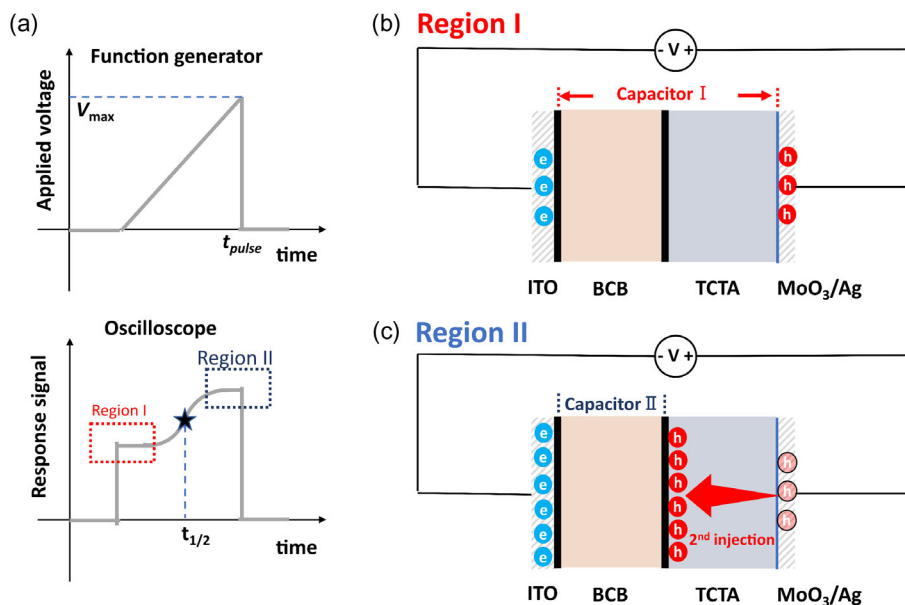 (a)
Function generator
Applied voltage
Vmax
tpulse
time
Oscilloscope
Response signal
Region I
Region II
t1/2
time
(b) Region I
- V +
Capacitor I
e
e
e
h
h
h
ITO BCB TCTA MoO3/Ag
(c) Region II
- V +
Capacitor II
e
e
e
e
e
e
h
h
h
h
h
h
h
h
h
2nd injection
ITO BCB TCTA MoO3/Ag